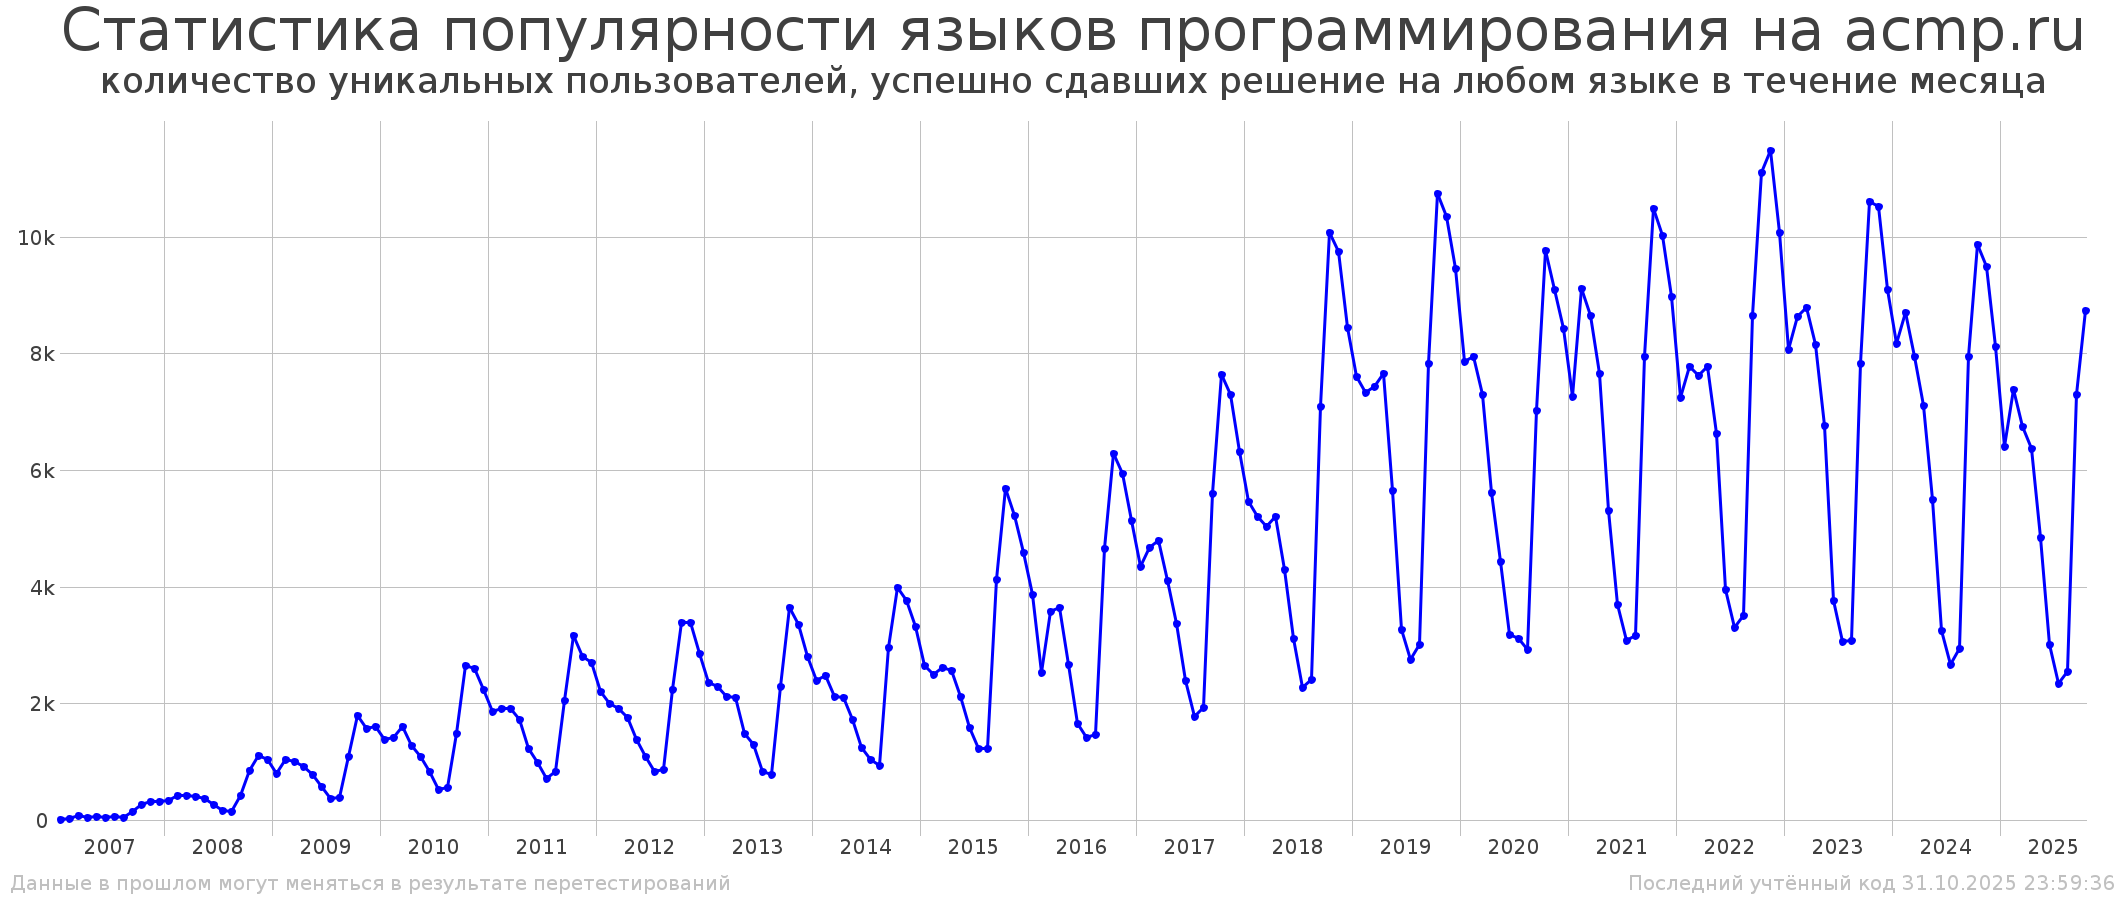 Статистика популярности языков программирования на acmp.ru
количество уникальных пользователей, успешно сдавших решение на любом языке в течение месяца
10k
8k
6k
4k
2k
0
2007 2008 2009 2010 2011 2012 2013 2014 2015 2016 2017 2018 2019 2020 2021 2022 2023 2024 2025
Данные в прошлом могут меняться в результате перетестирований
Последний учтённый код 31.10.2025 23:59:36